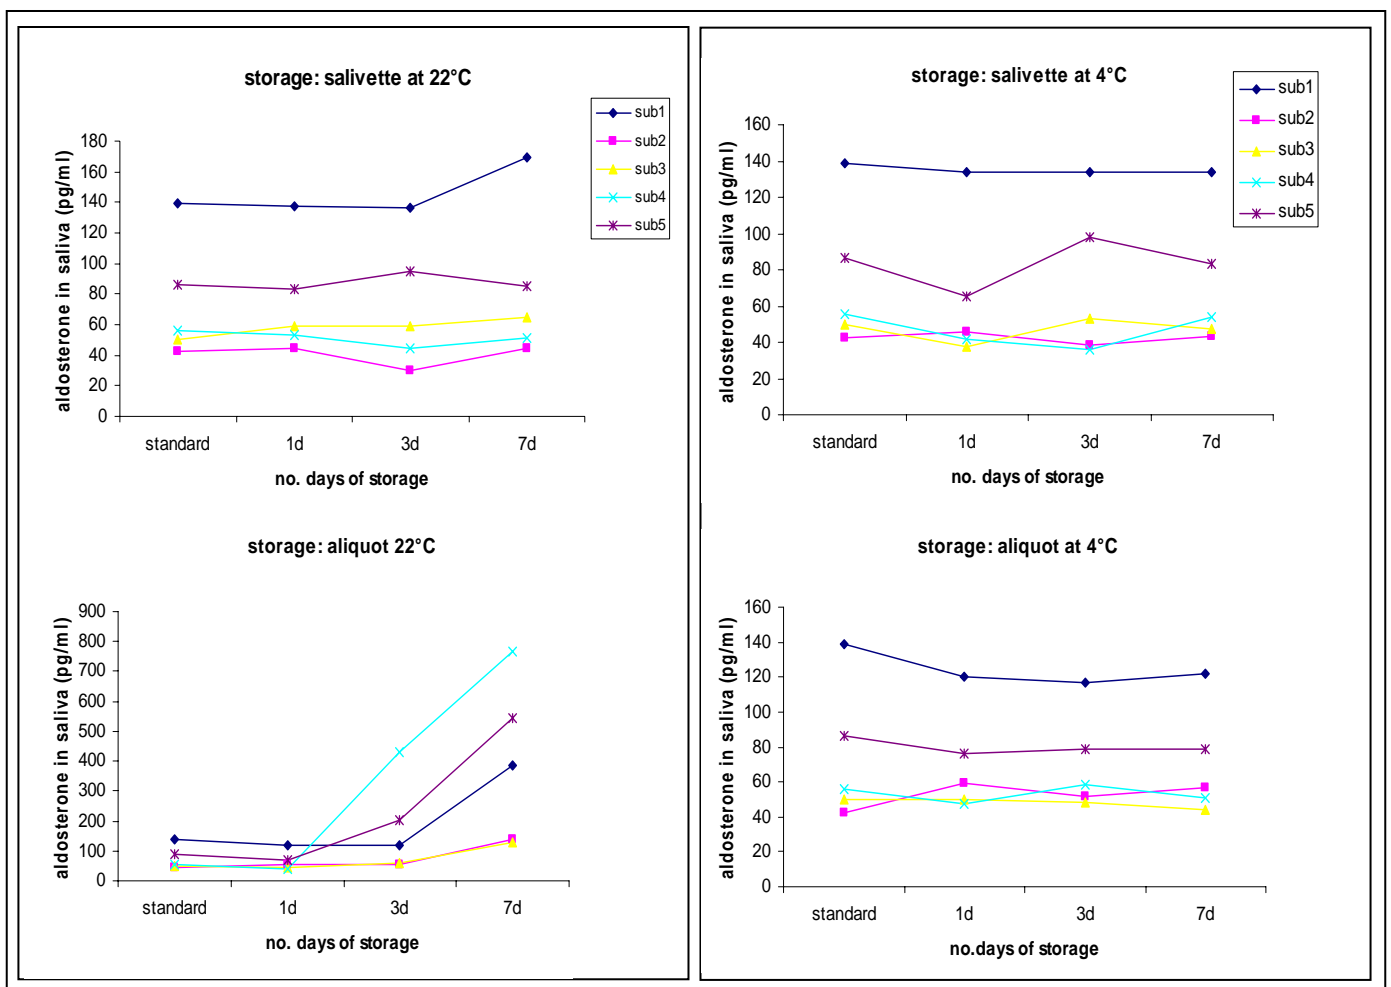 storage: salivette at 22°C
sub1
sub2
sub3
sub4
sub5
aldosterone in saliva (pg/ml)
180
160
140
120
100
80
60
40
20
0
standard
1d
3d
7d
no. days of storage
storage: salivette at 4°C
sub1
sub2
sub3
sub4
sub5
aldosterone in saliva (pg/ml)
160
140
120
100
80
60
40
20
0
standard
1d
3d
7d
no. days of storage
storage: aliquot 22°C
aldosterone in saliva (pg/ml)
900
800
700
600
500
400
300
200
100
0
standard
1d
3d
7d
no. days of storage
storage: aliquot at 4°C
aldosterone in saliva (pg/ml)
160
140
120
100
80
60
40
20
0
standard
1d
3d
7d
no.days of storage